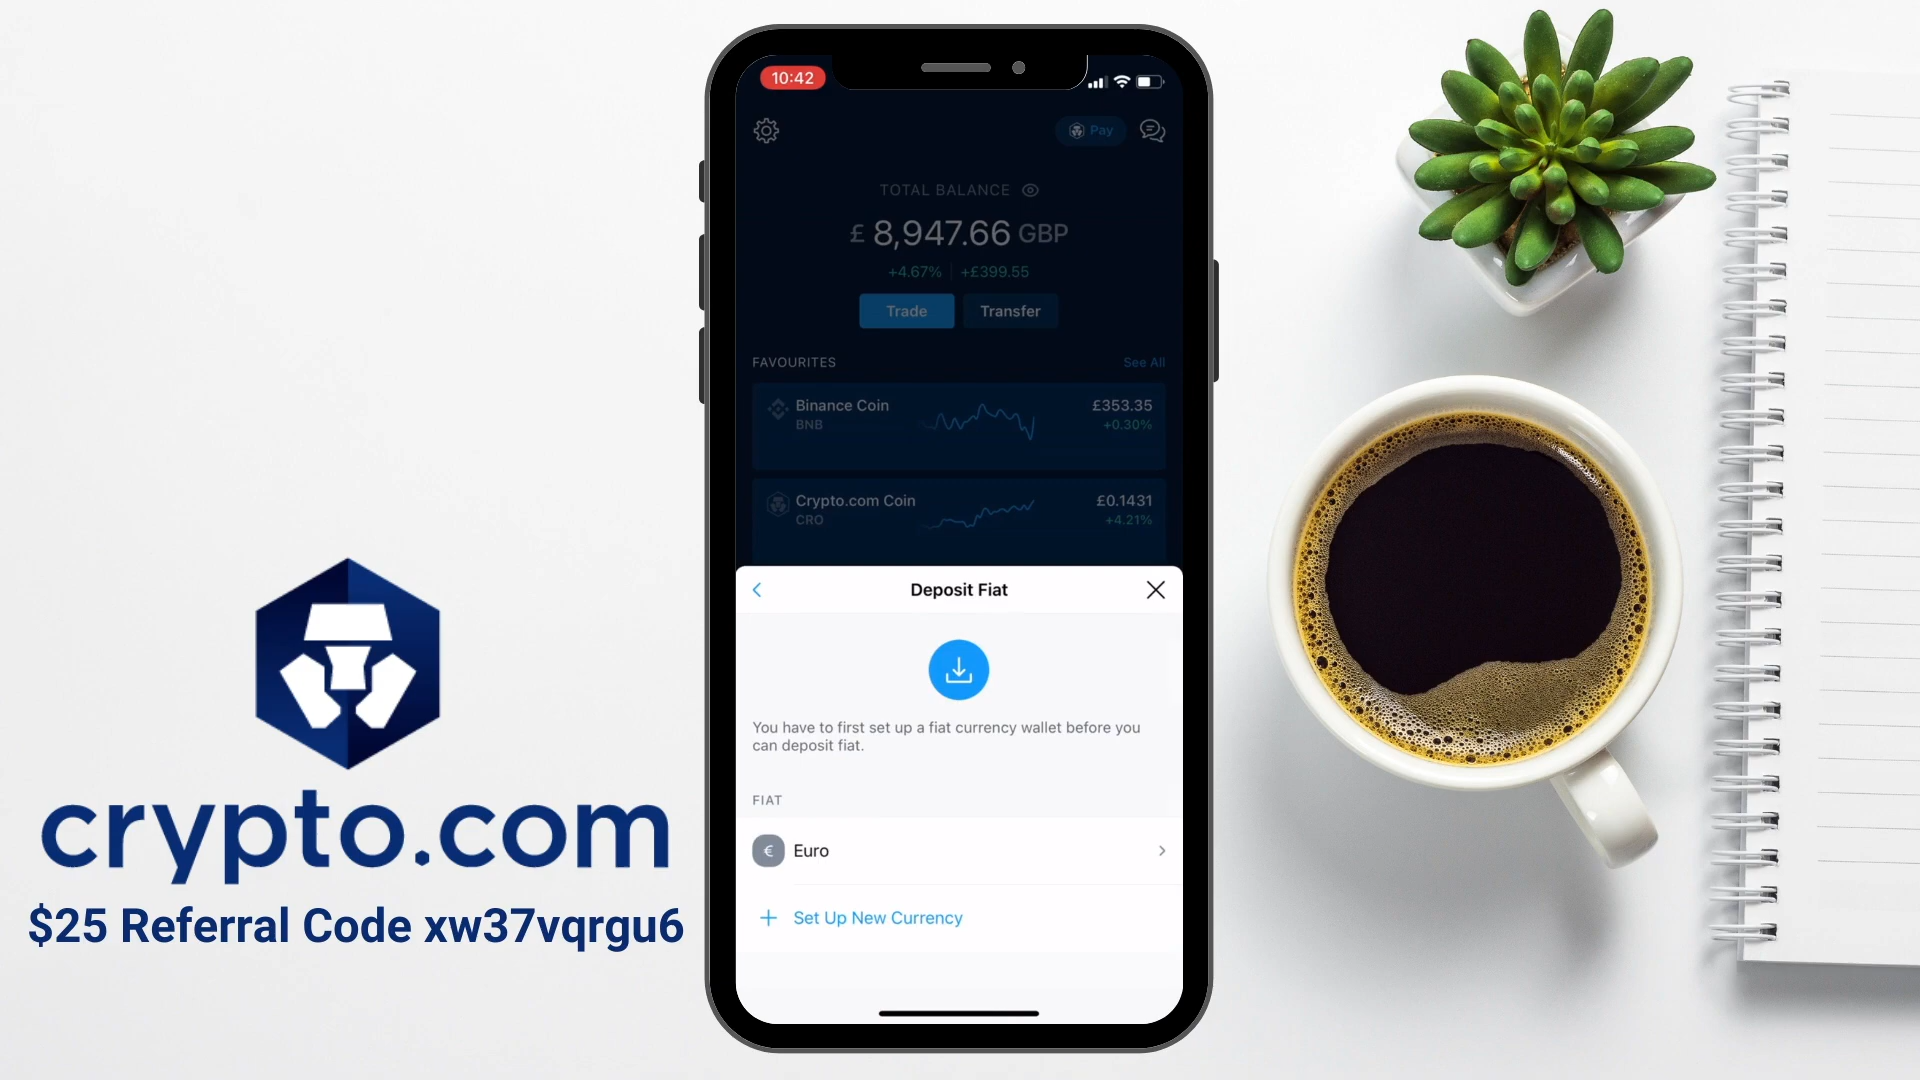 10:42
Pay
TOTAL BALANCE
£ 8,947.66 GBP
+4.67% +£399.55
Trade Transfer
FAVOURITES See All
Binance Coin £353.35
BNB +0.30%
Crypto.com Coin £0.1431
CRO +4.21%
Deposit Fiat
You have to first set up a fiat currency wallet before you
can deposit fiat.
FIAT
€ Euro
+ Set Up New Currency
crypto.com
$25 Referral Code xw37vqrgu6